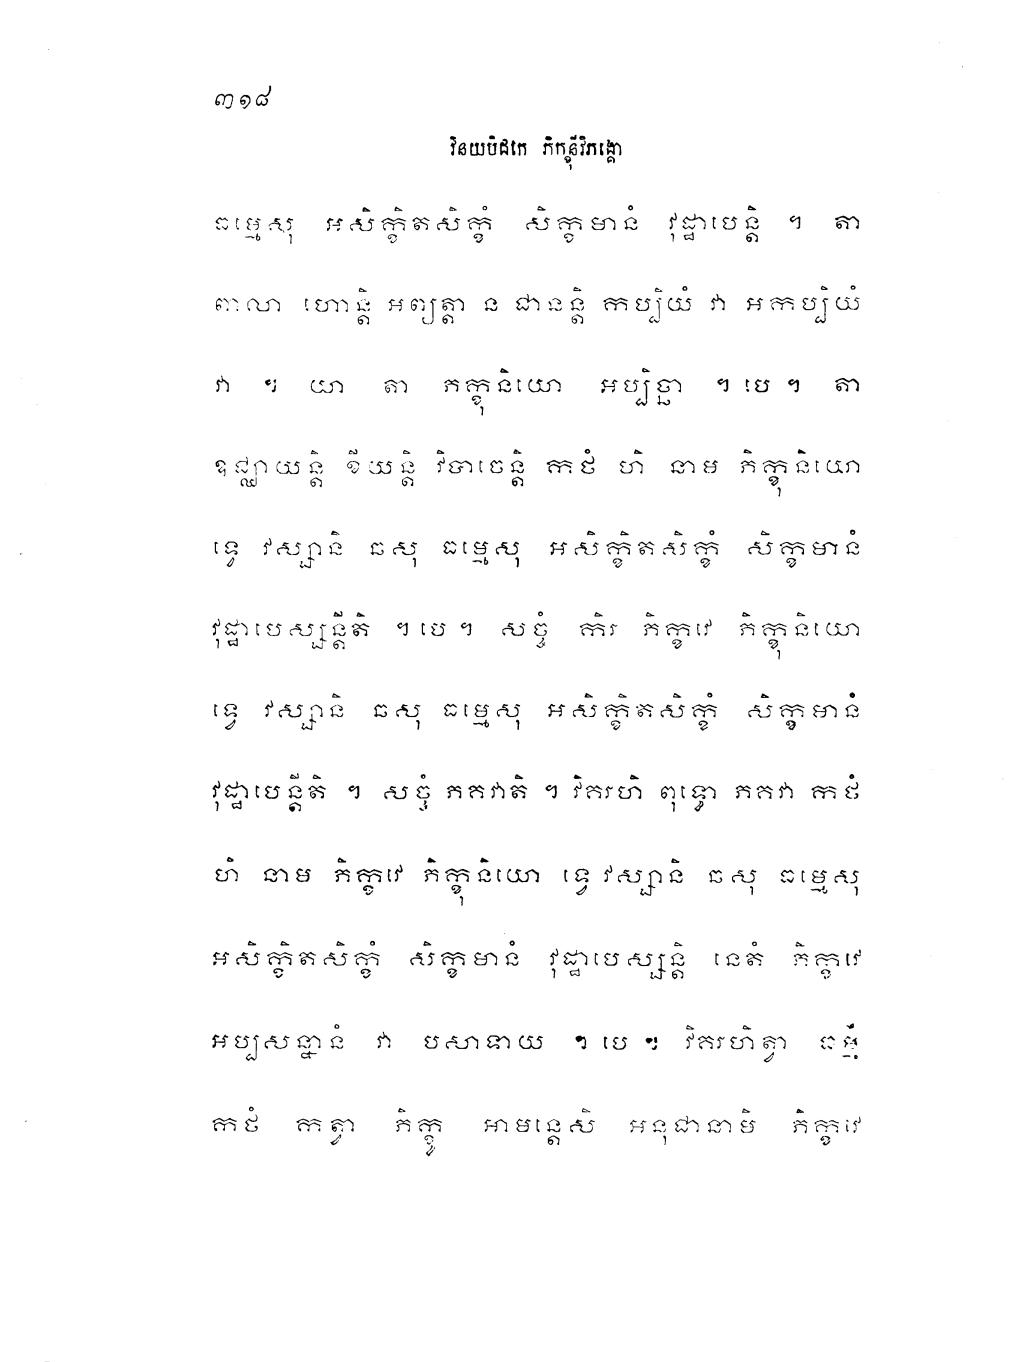 ៣១៨
វិនយបិដកេ ភិក្ខុនីវិភង្គោ
ធម្មេសុ អសិក្ខិតសិក្ខំ សិក្ខមានំ វុដ្ឋាបេន្តិ ។ តា
ពាលា ហោន្តិ អព្យត្តា ន ជានន្តិ កប្បិយំ វា អកប្បិយំ
វា ។ យា តា ភិក្ខុនិយោ អប្បិច្ឆា ។ បេ ។ តា
ឧជ្ឈាយន្តិ ខីយន្តិ វិបាចេន្តិ កថំ ហិ នាម ភិក្ខុនិយោ
ទ្វេ វស្សានិ ឆសុ ធម្មេសុ អសិក្ខិតសិក្ខំ សិក្ខមានំ
វុដ្ឋាបេស្សន្តីតិ ។ បេ ។ សច្ចំ កិរ ភិក្ខវេ ភិក្ខុនិយោ
ទ្វេ វស្សានិ ឆសុ ធម្មេសុ អសិក្ខិតសិក្ខំ សិក្ខមានំ
វុដ្ឋាបេន្តីតិ ។ សច្ចំ ភគវាតិ ។ វិគរហិ ពុទ្ធោ ភគវា កថំ
ហិ នាម ភិក្ខវេ ភិក្ខុនិយោ ទ្វេ វស្សានិ ឆសុ ធម្មេសុ
អសិក្ខិតសិក្ខំ សិក្ខមានំ វុដ្ឋាបេស្សន្តិ នេតំ ភិក្ខវេ
អប្បសន្នានំ វា បសាទាយ ។ បេ ។ វិគរហិត្វា ធម្មឹ
កថំ កត្វា ភិក្ខូ អាមន្តេសិ អនុជានាមិ ភិក្ខវេ